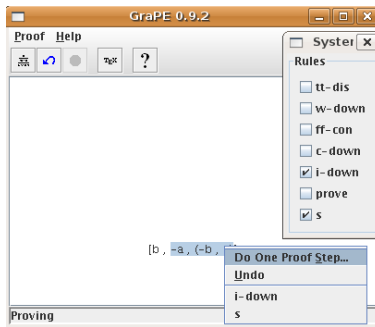 GraPE 0.9.2
Proof Help
TEX ?
System
Rules
tt-dis
w-down
ff-con
c-down
i-down
prove
s
[b , -a , (-b ,
Do One Proof Step...
Undo
i-down
s
Proving